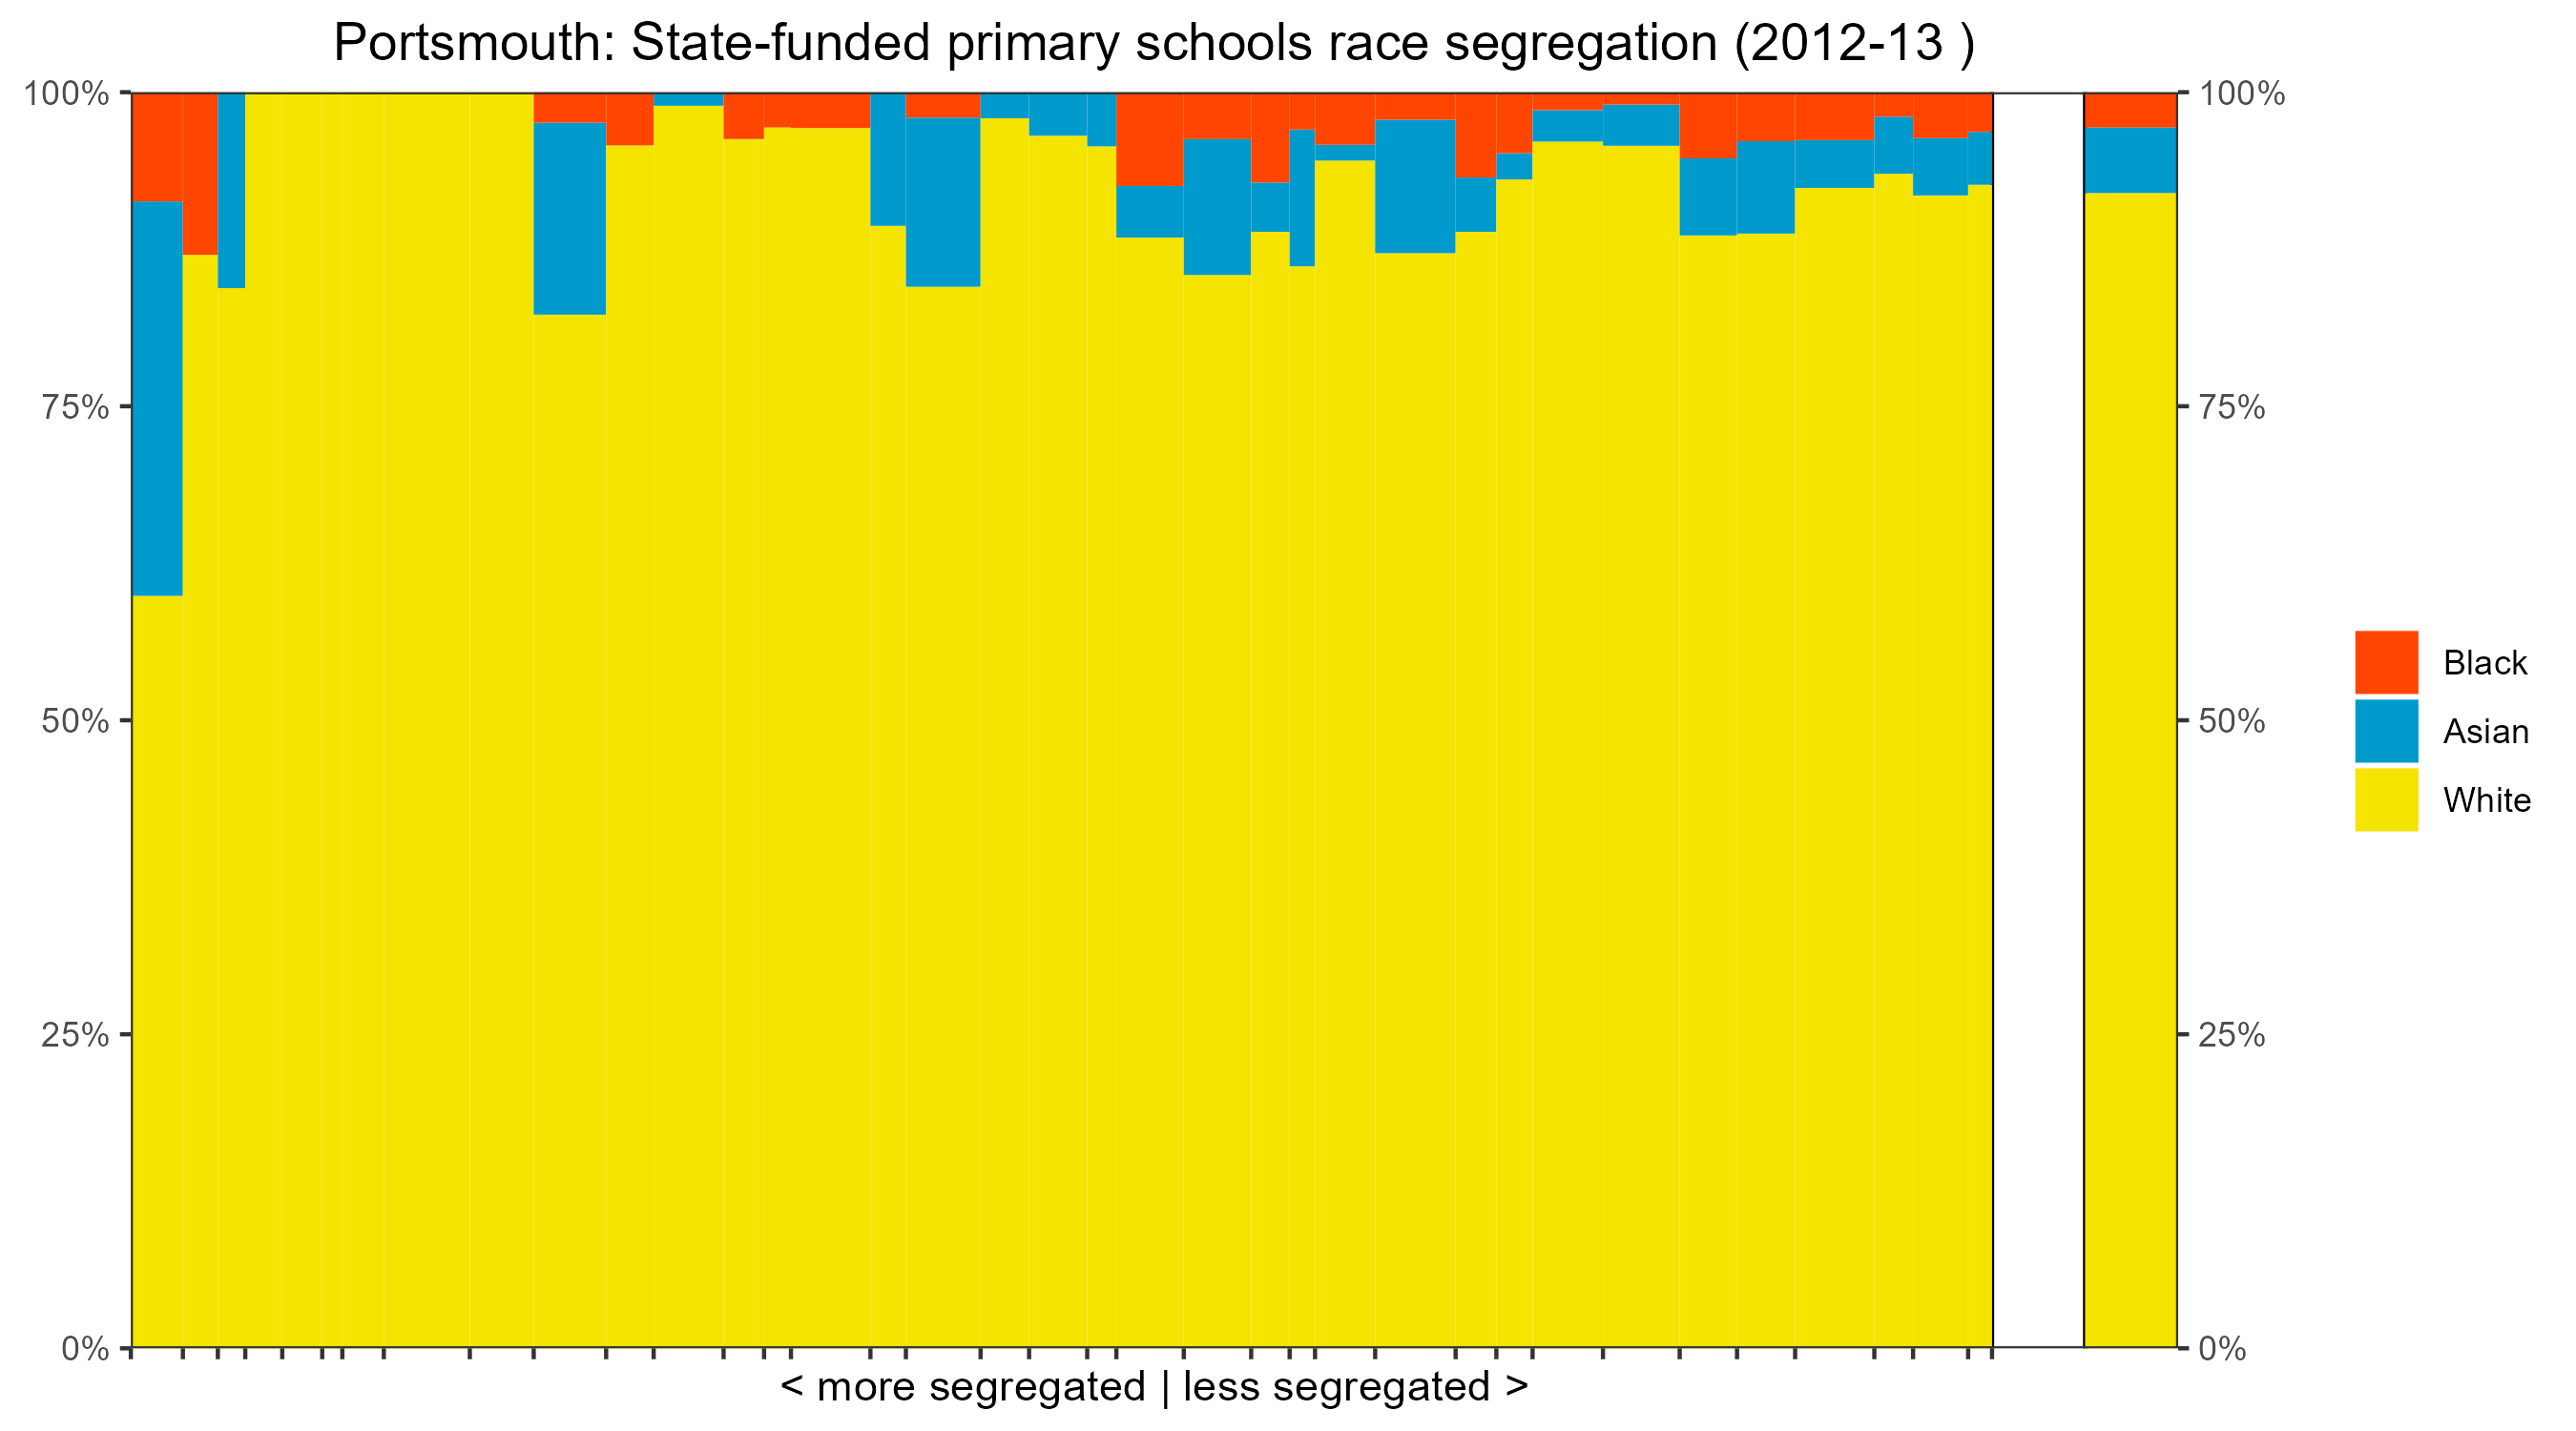 Portsmouth: State-funded primary schools race segregation (2012-13 )
100%
75%
50%
25%
0%
100%
75%
50%
25%
0%
Black
Asian
White
< more segregated | less segregated >